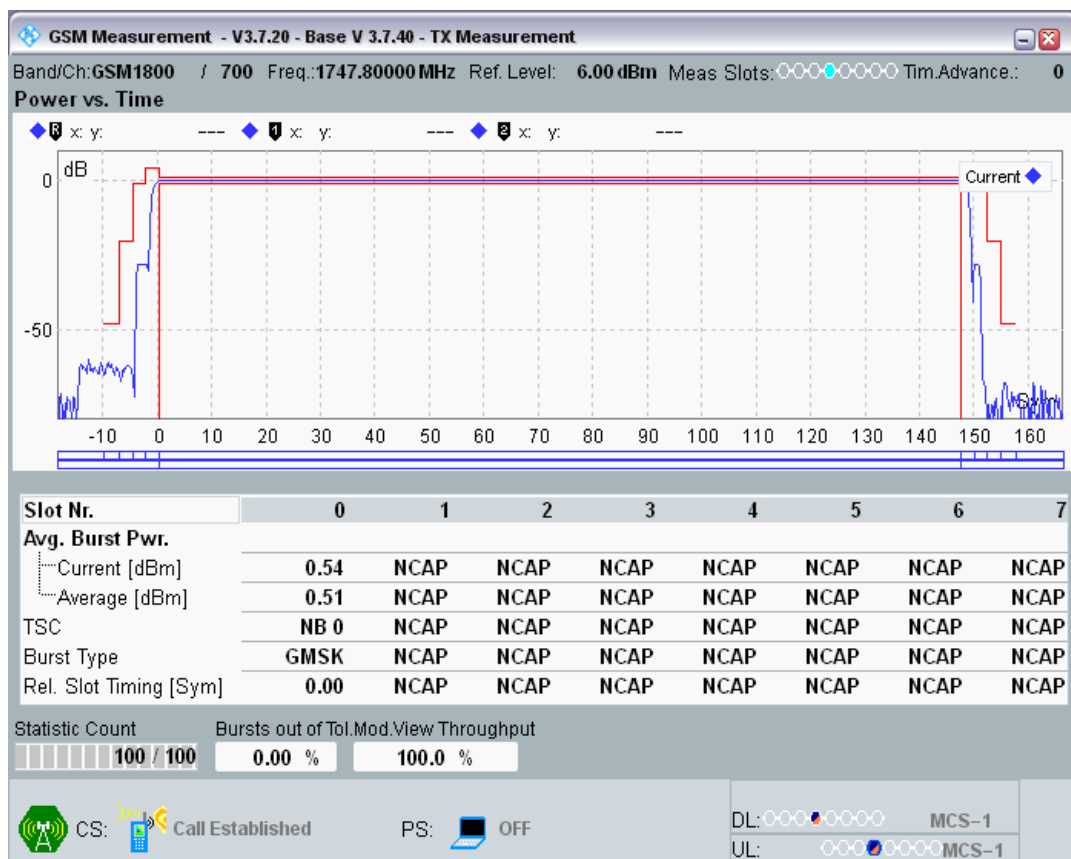 GSM Measurement - V3.7.20 - Base V 3.7.40 - TX Measurement
Band/Ch:GSM1800 / 700 Freq.:1747.80000 MHz Ref. Level: 6.00 dBm Meas Slots: Tim.Advance.: 0
Power vs. Time
R x: y: --- 1 x: y: --- 2 x: y: ---
dB
Current
0
-50
Sym
-10 0 10 20 30 40 50 60 70 80 90 100 110 120 130 140 150 160
Slot Nr. 0 1 2 3 4 5 6 7
Avg. Burst Pwr.
Current [dBm] 0.54 NCAP NCAP NCAP NCAP NCAP NCAP NCAP
Average [dBm] 0.51 NCAP NCAP NCAP NCAP NCAP NCAP NCAP
TSC NB 0 NCAP NCAP NCAP NCAP NCAP NCAP NCAP
Burst Type GMSK NCAP NCAP NCAP NCAP NCAP NCAP NCAP
Rel. Slot Timing [Sym] 0.00 NCAP NCAP NCAP NCAP NCAP NCAP NCAP
Statistic Count Bursts out of Tol. Mod.View Throughput
100 / 100 0.00 % 100.0 %
CS: Call Established PS: OFF
DL: MCS-1
UL: MCS-1